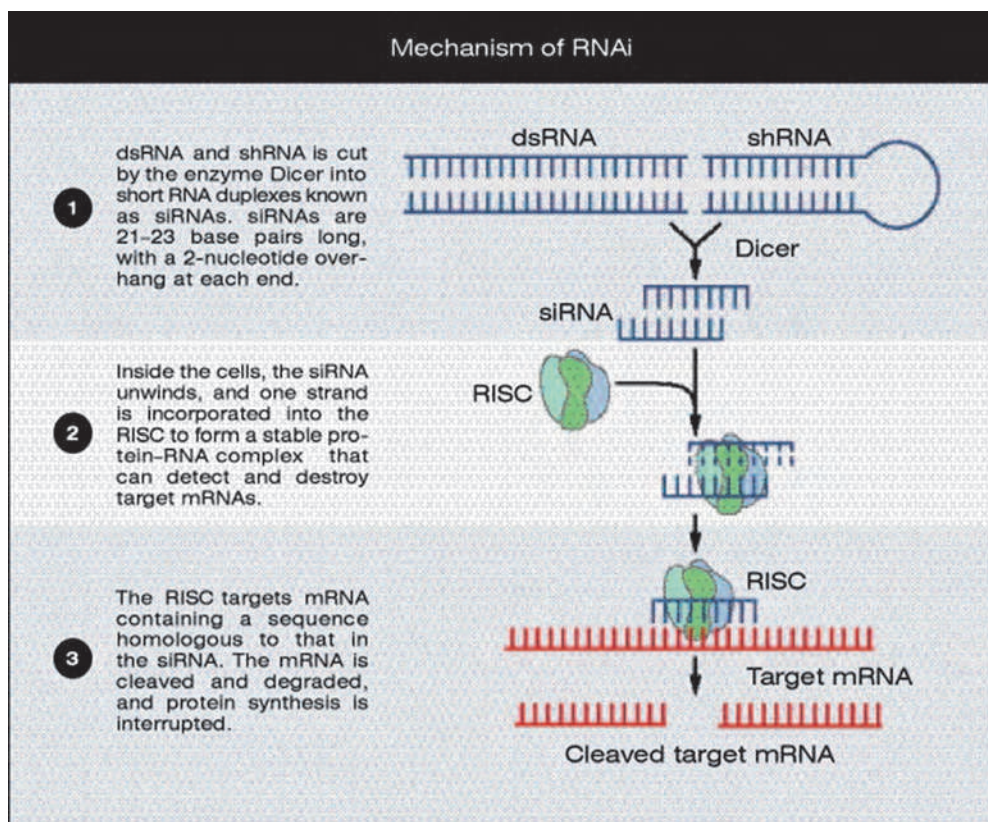 Mechanism of RNAi
1
dsRNA and shRNA is cut
by the enzyme Dicer into
short RNA duplexes known
as siRNAs. siRNAs are
21–23 base pairs long,
with a 2-nucleotide over-
hang at each end.
dsRNA
shRNA
Dicer
siRNA
2
Inside the cells, the siRNA
unwinds, and one strand
is incorporated into the
RISC to form a stable pro-
tein–RNA complex that
can detect and destroy
target mRNAs.
RISC
3
The RISC targets mRNA
containing a sequence
homologous to that in
the siRNA. The mRNA is
cleaved and degraded,
and protein synthesis is
interrupted.
RISC
Target mRNA
Cleaved target mRNA